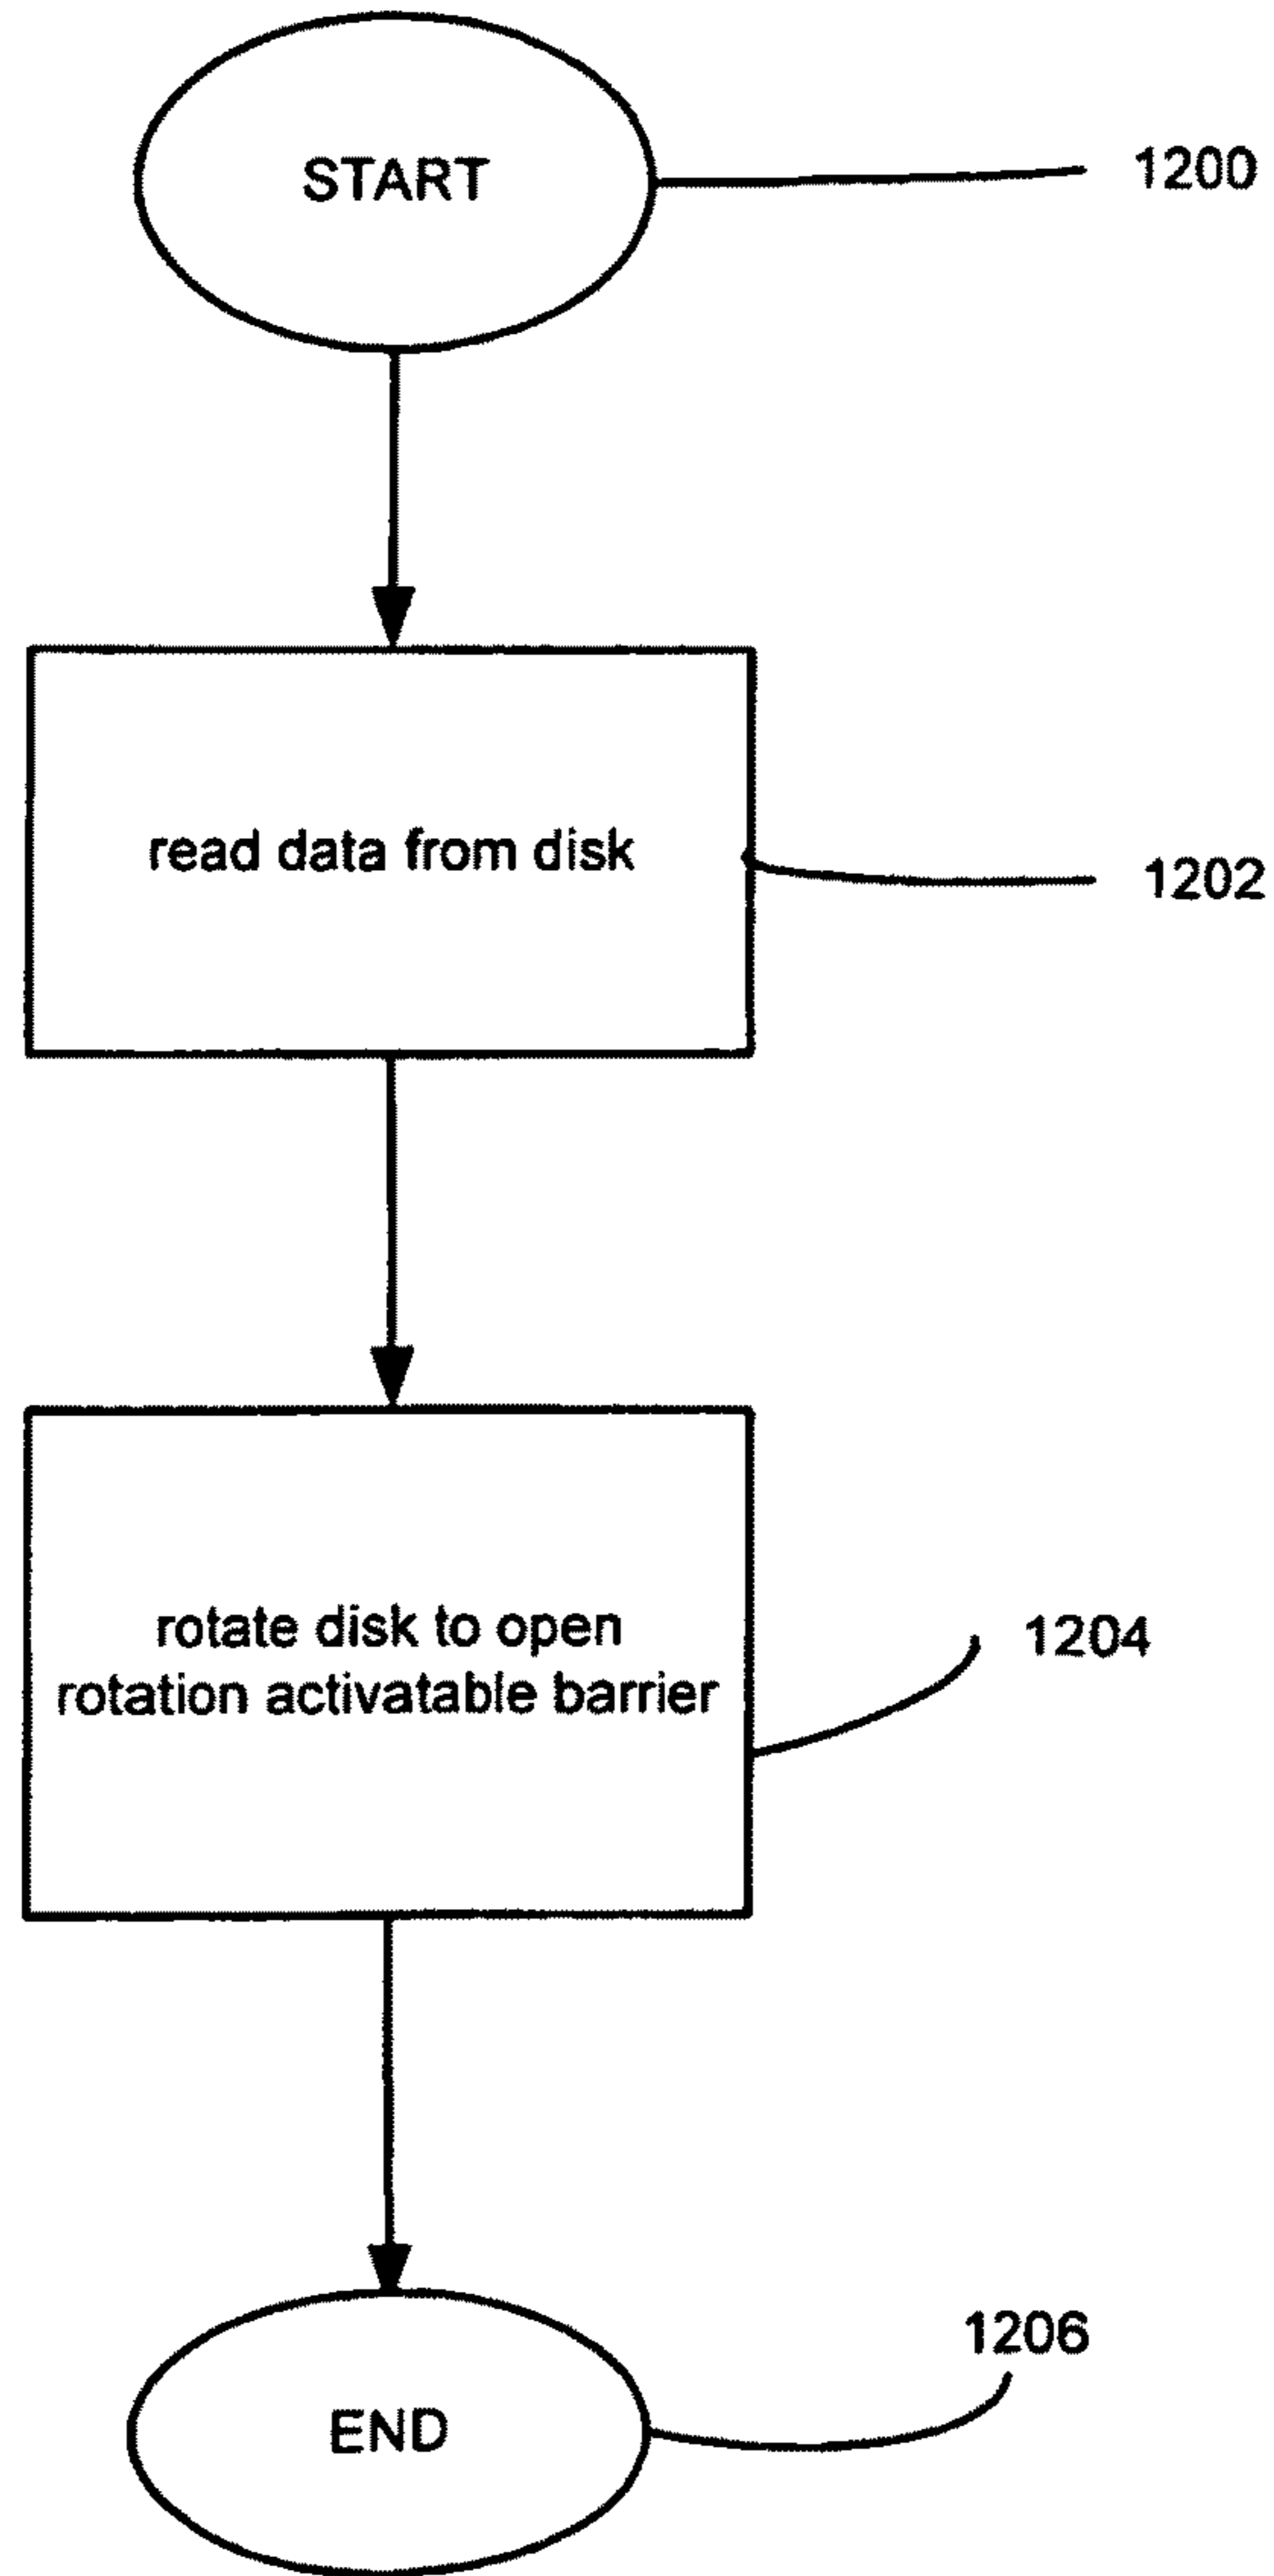 START
1200
read data from disk
1202
rotate disk to open
rotation activatable barrier
1204
1206
END